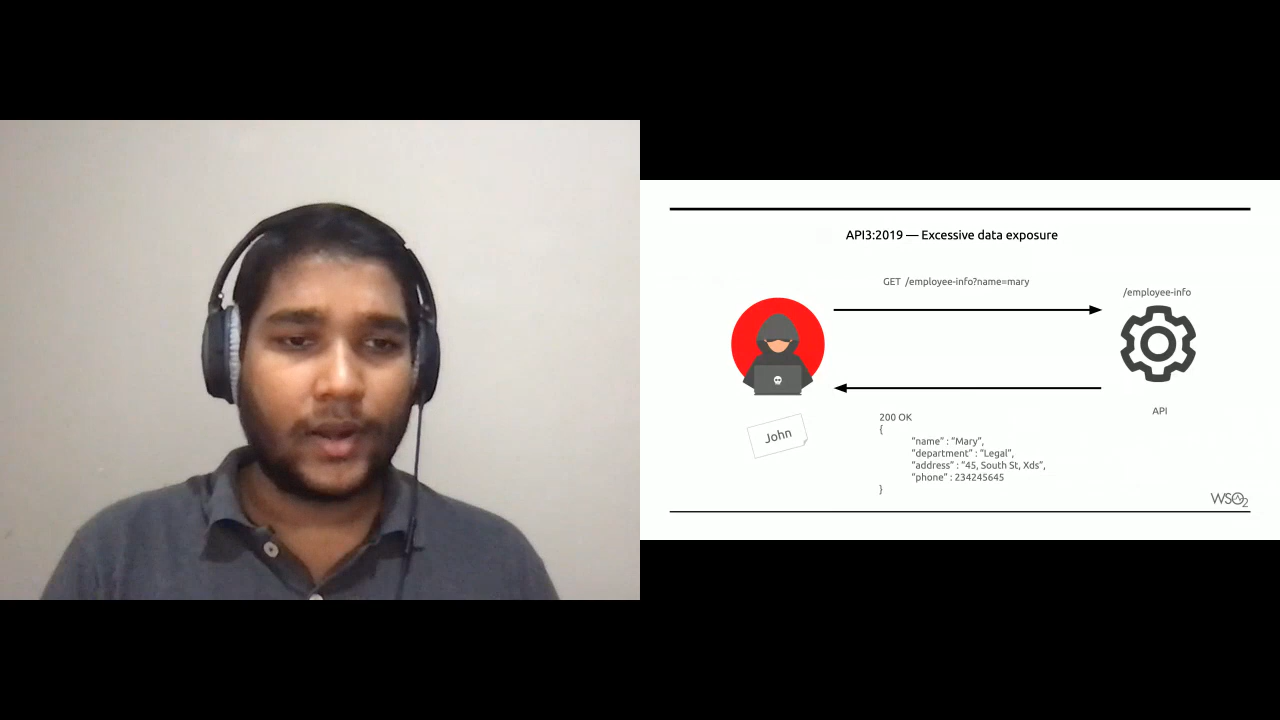 API3:2019 — Excessive data exposure
GET /employee-info?name=mary
/employee-info
API
John
200 OK
{
"name" : "Mary",
"department" : "Legal",
"address" : "45, South St, Xds",
"phone" : 234245645
}
WSO2